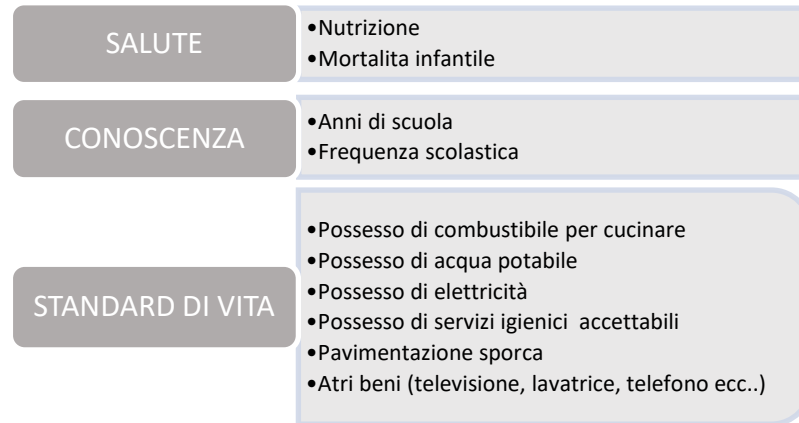 SALUTE
•Nutrizione
•Mortalita infantile
CONOSCENZA
•Anni di scuola
•Frequenza scolastica
STANDARD DI VITA
•Possesso di combustibile per cucinare
•Possesso di acqua potabile
•Possesso di elettricità
•Possesso di servizi igienici  accettabili
•Pavimentazione sporca
•Atri beni (televisione, lavatrice, telefono ecc..)